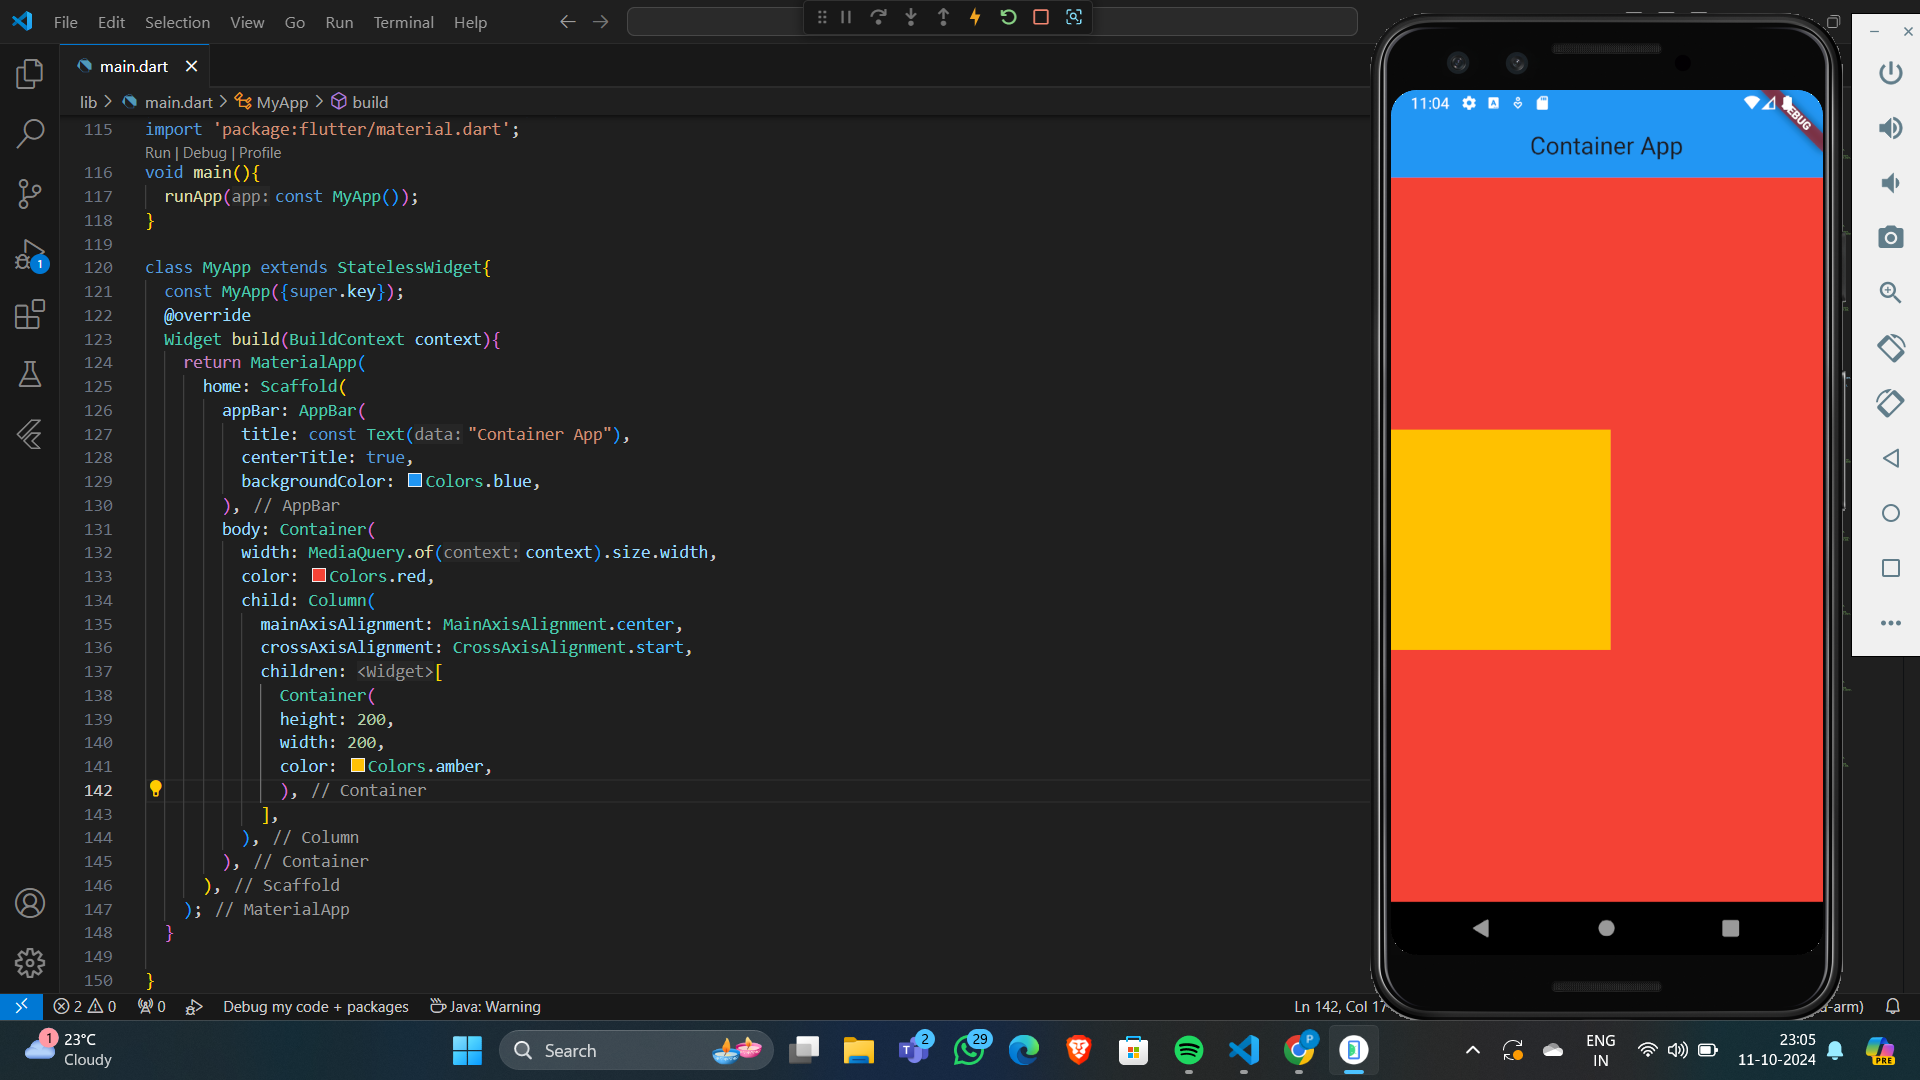 File Edit Selection View Go Run Terminal Help
main.dart
lib main.dart MyApp build
115 import 'package:flutter/material.dart';
Run | Debug | Profile
116 void main(){
117 runApp(app: const MyApp());
118 }
119
120 class MyApp extends StatelessWidget{
121 const MyApp({super.key});
122 @override
123 Widget build(BuildContext context){
124 return MaterialApp(
125 home: Scaffold(
126 appBar: AppBar(
127 title: const Text(data: "Container App"),
128 centerTitle: true,
129 backgroundColor: Colors.blue,
130 ), // AppBar
131 body: Container(
132 width: MediaQuery.of(context: context).size.width,
133 color: Colors.red,
134 child: Column(
135 mainAxisAlignment: MainAxisAlignment.center,
136 crossAxisAlignment: CrossAxisAlignment.start,
137 children: <Widget>[
138 Container(
139 height: 200,
140 width: 200,
141 color: Colors.amber,
142 ), // Container
143 ],
144 ), // Column
145 ), // Container
146 ), // Scaffold
147 ); // MaterialApp
148 }
149
150 }
1
2 0 0 Debug my code + packages Java: Warning
Ln 142, Col 17
-arm)
11:04 A
Container App
23°C
Cloudy
1
Search
2
29
P
ENG
IN
23:05
11-10-2024
PRE